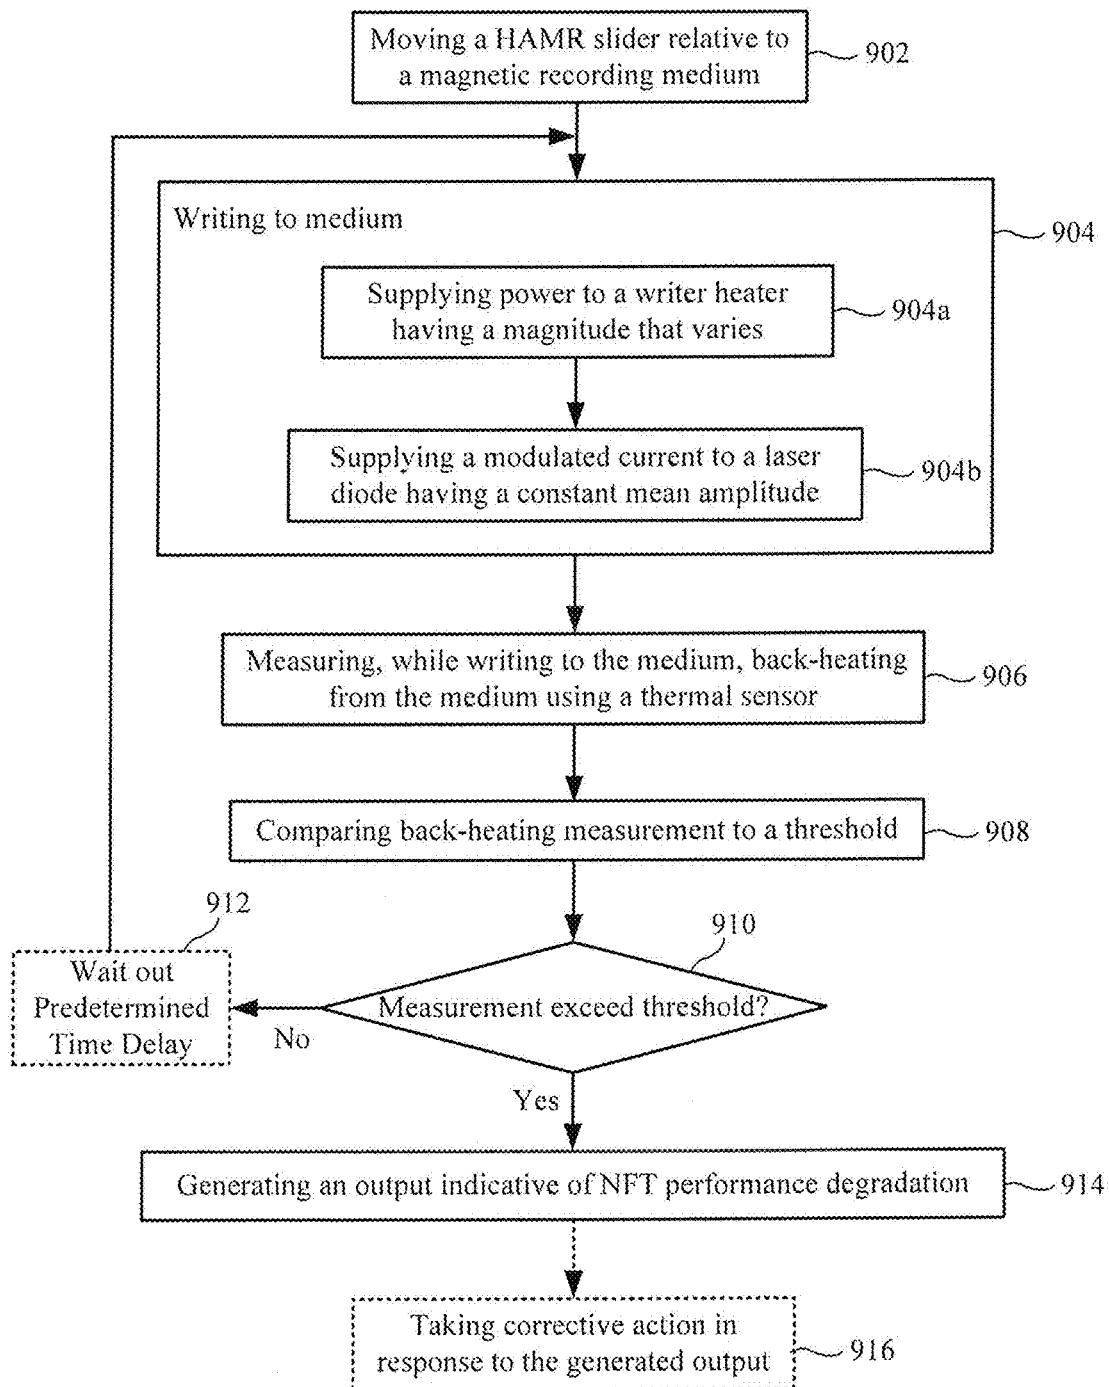 Moving a HAMR slider relative to
a magnetic recording medium
902
Writing to medium
904
Supplying power to a writer heater
having a magnitude that varies
904a
Supplying a modulated current to a laser
diode having a constant mean amplitude
904b
Measuring, while writing to the medium, back-heating
from the medium using a thermal sensor
906
Comparing back-heating measurement to a threshold
908
912
910
Wait out
Predetermined
Time Delay
Measurement exceed threshold?
No
Yes
Generating an output indicative of NFT performance degradation
914
Taking corrective action in
response to the generated output
916